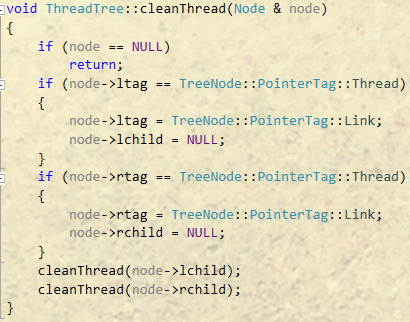 void ThreadTree::cleanThread(Node & node)
{
    if (node == NULL)
        return;
    if (node->ltag == TreeNode::PointerTag::Thread)
    {
        node->ltag = TreeNode::PointerTag::Link;
        node->lchild = NULL;
    }
    if (node->rtag == TreeNode::PointerTag::Thread)
    {
        node->rtag = TreeNode::PointerTag::Link;
        node->rchild = NULL;
    }
    cleanThread(node->lchild);
    cleanThread(node->rchild);
}